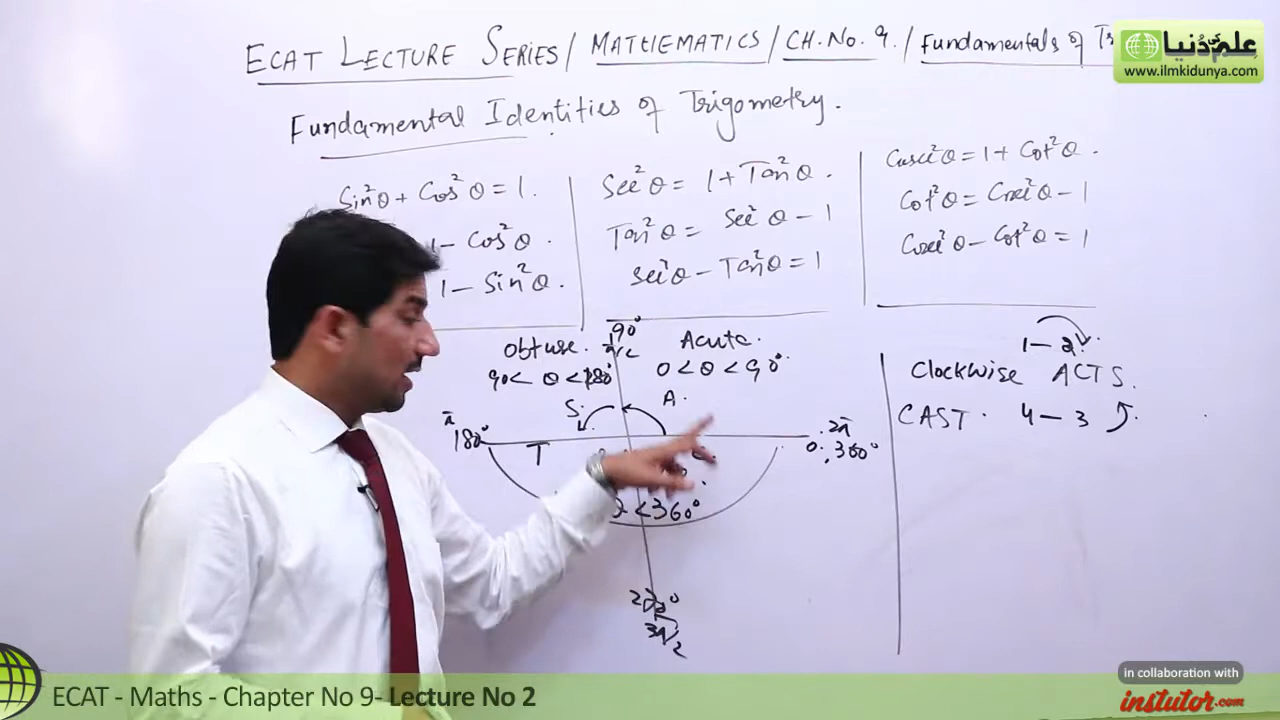 ECAT LECTURE SERIES / MATHEMATICS / CH. No. 9. / Fundamentals of Tr
علم کی دُنیا
www.ilmkidunya.com
Fundamental Identities of Trigometry.
Sin²θ + Cos²θ = 1.
1 - Cos²θ.
1 - Sin²θ.
Sec²θ = 1 + Tan²θ.
Tan²θ = Sec²θ - 1
Sec²θ - Tan²θ = 1
Cosec²θ = 1 + Cot²θ.
Cot²θ = Cosec²θ - 1
Cosec²θ - Cot²θ = 1
90°
π/2
Obtuse.
90 < θ < 180°
Acute.
0 < θ < 90°
S.
A.
π
180°
T
2π
0°, 360°
< 360°
270°
3π/2
1 - 2
Clockwise ACTS.
CAST. 4 - 3
ECAT - Maths - Chapter No 9- Lecture No 2
in collaboration with
instutor.com